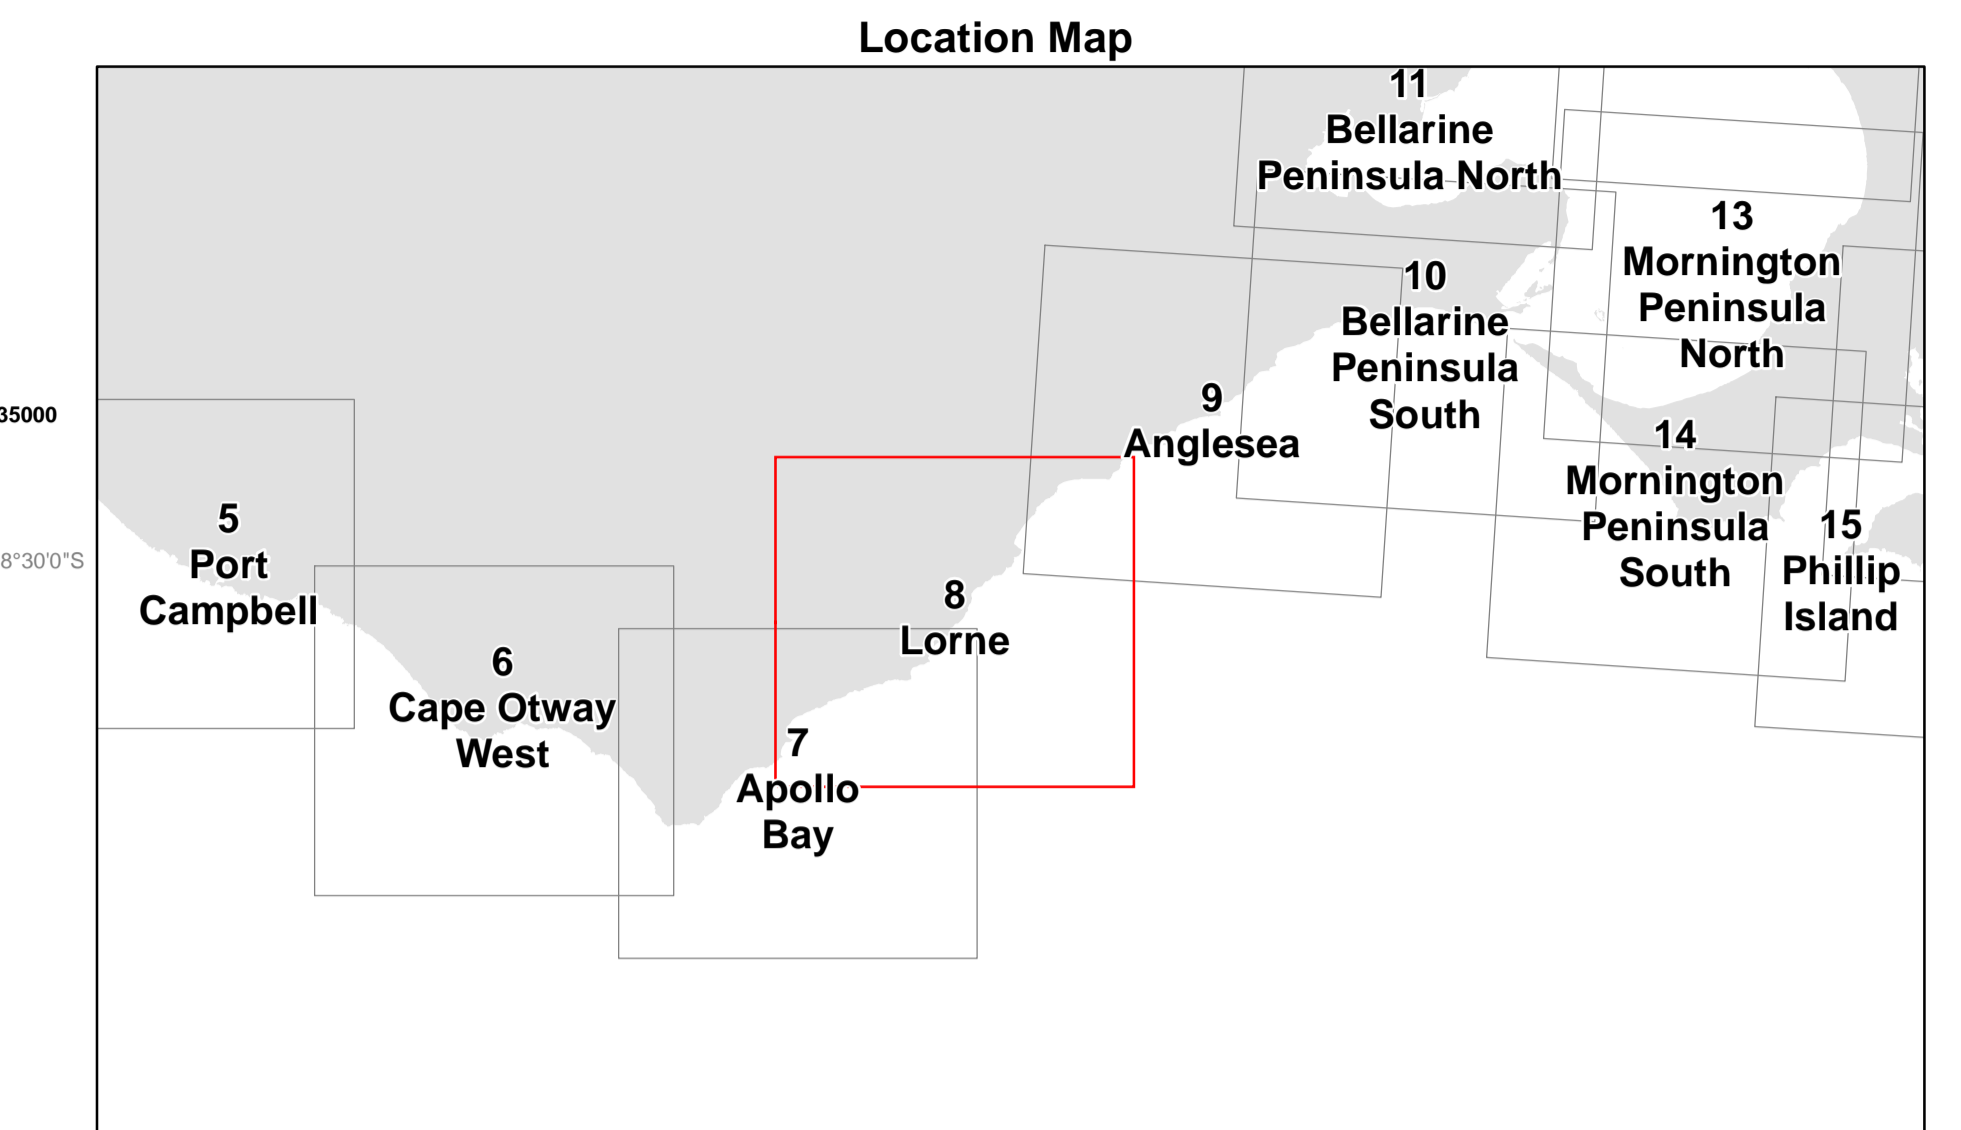 Location Map
11
Bellarine
Peninsula North
13
Mornington
Peninsula
North
10
Bellarine
Peninsula
South
9
Anglesea
35000
14
Mornington
Peninsula
South
5
Port
Campbell
8°30'0"S
15
Phillip
Island
8
Lorne
6
Cape Otway
West
7
Apollo
Bay